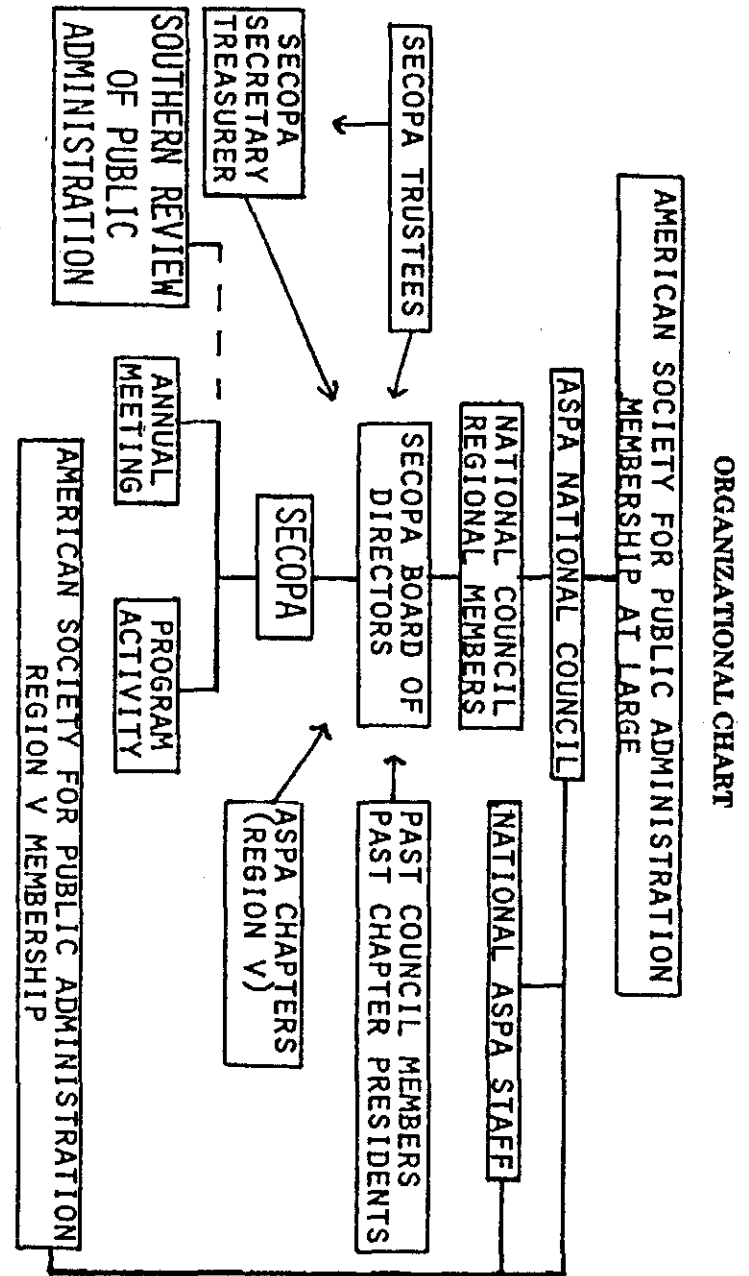 ORGANIZATIONAL CHART
AMERICAN SOCIETY FOR PUBLIC ADMINISTRATION
MEMBERSHIP AT LARGE
ASPA NATIONAL COUNCIL
NATIONAL COUNCIL
REGIONAL MEMBERS
NATIONAL ASPA STAFF
SECOPA TRUSTEES
SECOPA BOARD OF
DIRECTORS
PAST COUNCIL MEMBERS
PAST CHAPTER PRESIDENTS
SECOPA
SECRETARY
TREASURER
SECOPA
ASPA CHAPTERS
(REGION V)
SOUTHERN REVIEW
OF PUBLIC
ADMINISTRATION
ANNUAL
MEETING
PROGRAM
ACTIVITY
AMERICAN SOCIETY FOR PUBLIC ADMINISTRATION
REGION V MEMBERSHIP